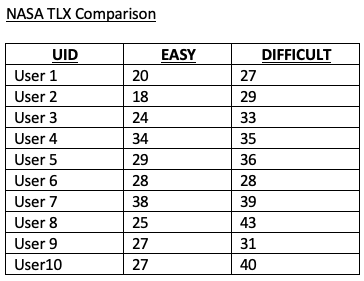 NASA TLX Comparison
UID EASY DIFFICULT
User 1 20 27
User 2 18 29
User 3 24 33
User 4 34 35
User 5 29 36
User 6 28 28
User 7 38 39
User 8 25 43
User 9 27 31
User10 27 40